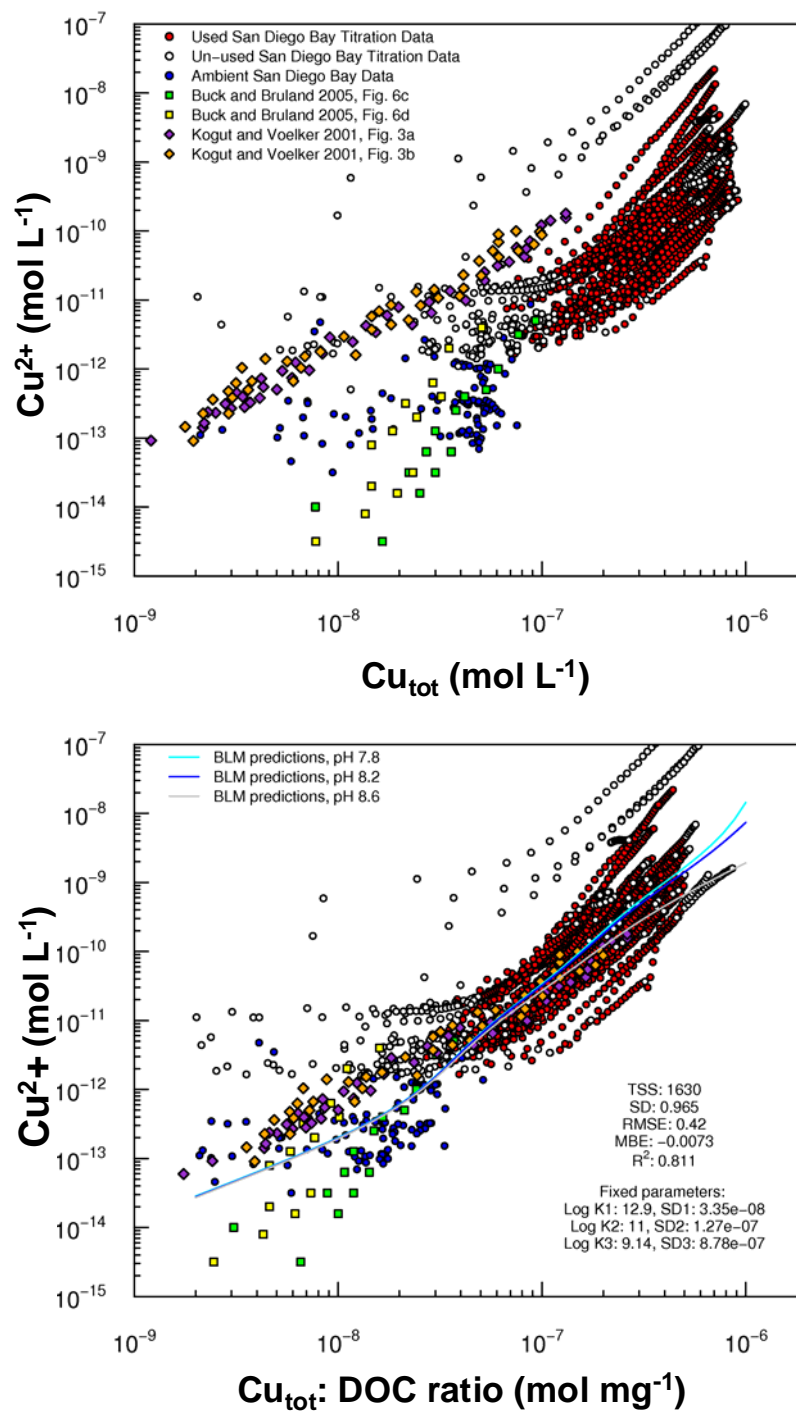 Used San Diego Bay Titration Data
Un-used San Diego Bay Titration Data
Ambient San Diego Bay Data
Buck and Bruland 2005, Fig. 6c
Buck and Bruland 2005, Fig. 6d
Kogut and Voelker 2001, Fig. 3a
Kogut and Voelker 2001, Fig. 3b
10⁻⁷
10⁻⁸
10⁻⁹
10⁻¹⁰
10⁻¹¹
10⁻¹²
10⁻¹³
10⁻¹⁴
10⁻¹⁵
Cu²⁺ (mol L⁻¹)
10⁻⁹ 10⁻⁸ 10⁻⁷ 10⁻⁶
Cu_tot (mol L⁻¹)
BLM predictions, pH 7.8
BLM predictions, pH 8.2
BLM predictions, pH 8.6
10⁻⁷
10⁻⁸
10⁻⁹
10⁻¹⁰
10⁻¹¹
10⁻¹²
10⁻¹³
10⁻¹⁴
10⁻¹⁵
Cu²+ (mol L⁻¹)
TSS: 1630
SD: 0.965
RMSE: 0.42
MBE: −0.0073
R²: 0.811
Fixed parameters:
Log K1: 12.9, SD1: 3.35e−08
Log K2: 11, SD2: 1.27e−07
Log K3: 9.14, SD3: 8.78e−07
10⁻⁹ 10⁻⁸ 10⁻⁷ 10⁻⁶
Cu_tot: DOC ratio (mol mg⁻¹)